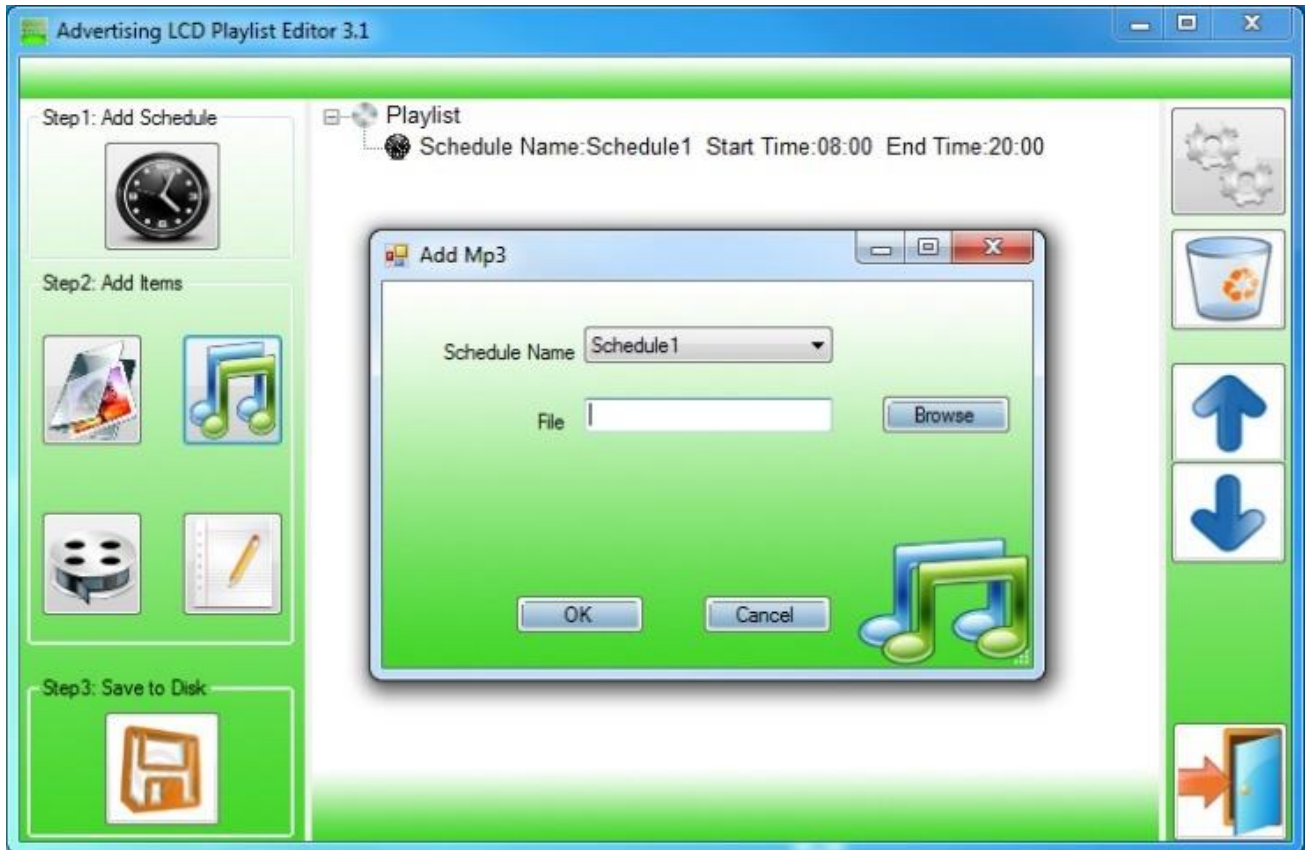 Advertising LCD Playlist Editor 3.1
Step1: Add Schedule
Playlist
Schedule Name:Schedule1 Start Time:08:00 End Time:20:00
Add Mp3
Step2: Add Items
Schedule Name Schedule1
File Browse
OK Cancel
Step3: Save to Disk